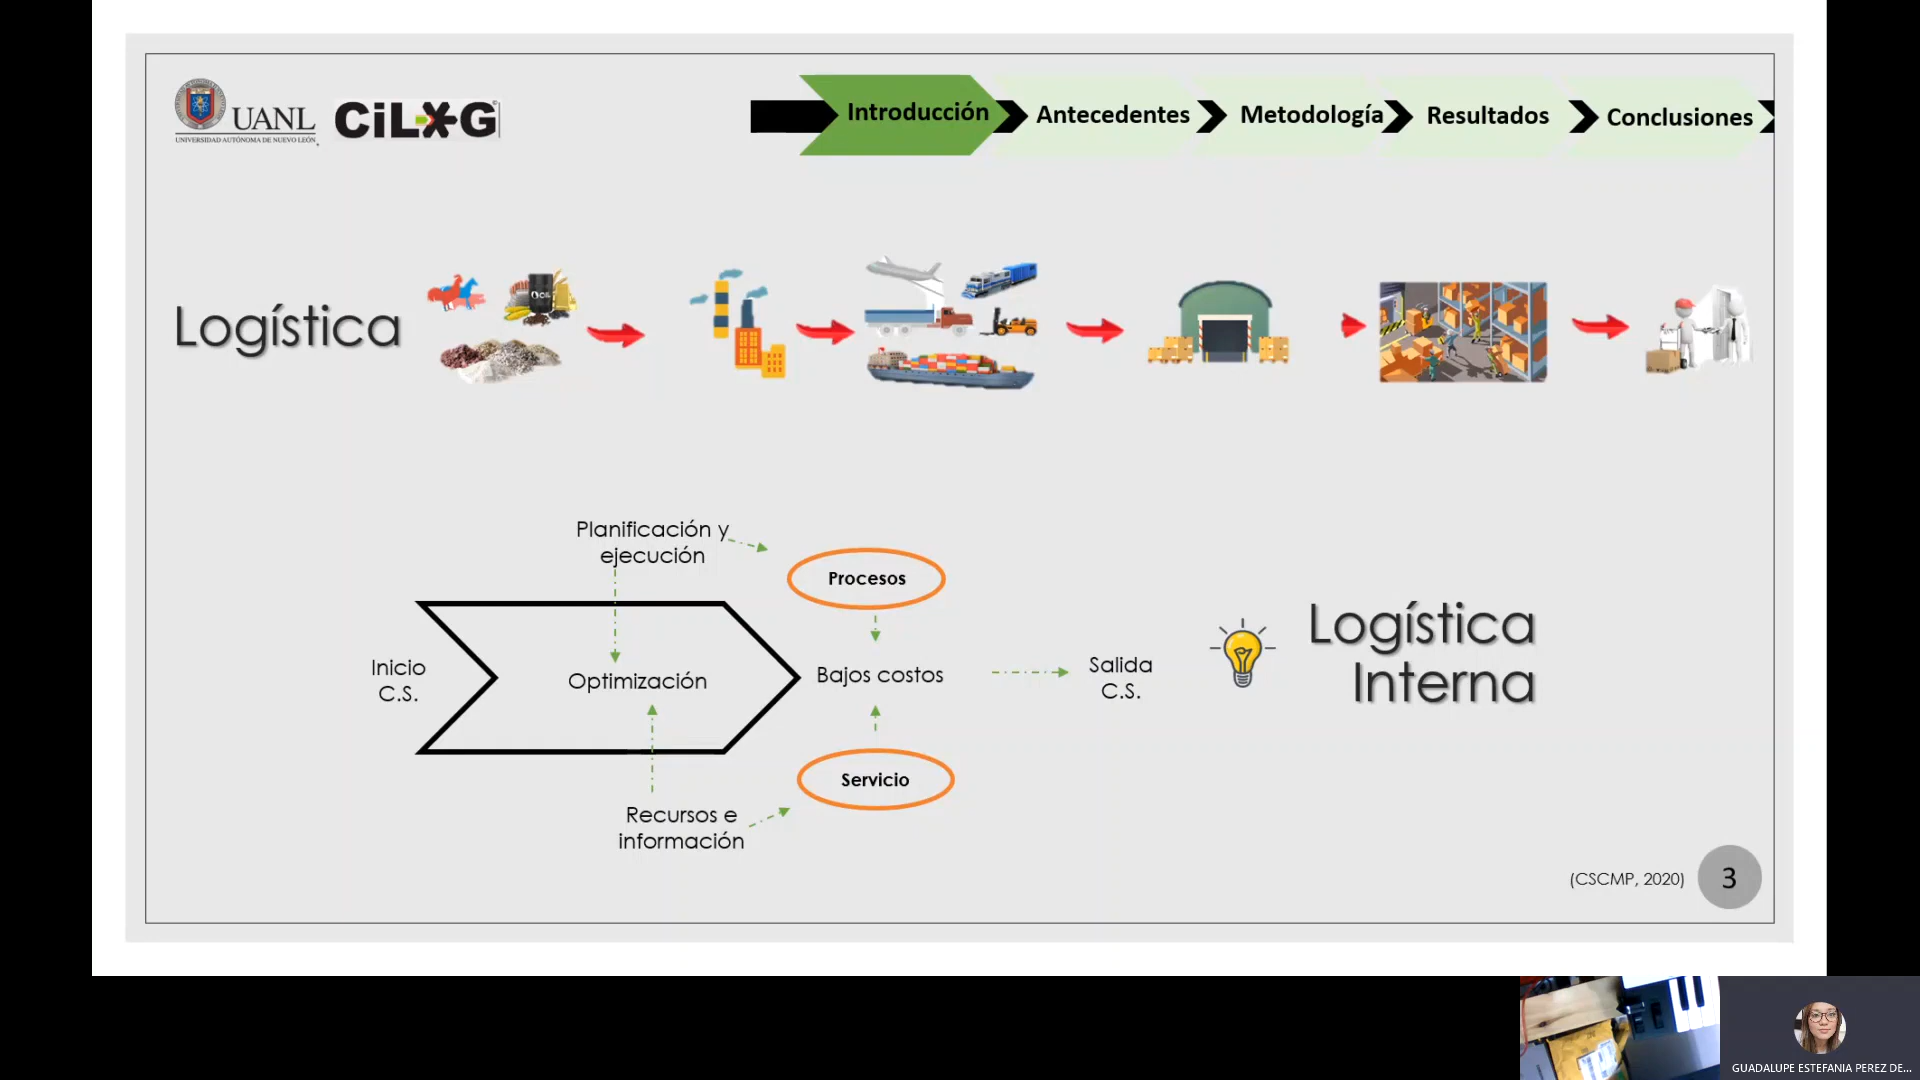 UANL
UNIVERSIDAD AUTÓNOMA DE NUEVO LEÓN
CiLOG
Introducción
Antecedentes
Metodología
Resultados
Conclusiones
Logística
OIL
Planificación y
ejecución
Procesos
Inicio
C.S.
Optimización
Bajos costos
Salida
C.S.
Logística
Interna
Servicio
Recursos e
información
(CSCMP, 2020)
3
GUADALUPE ESTEFANIA PEREZ DE...